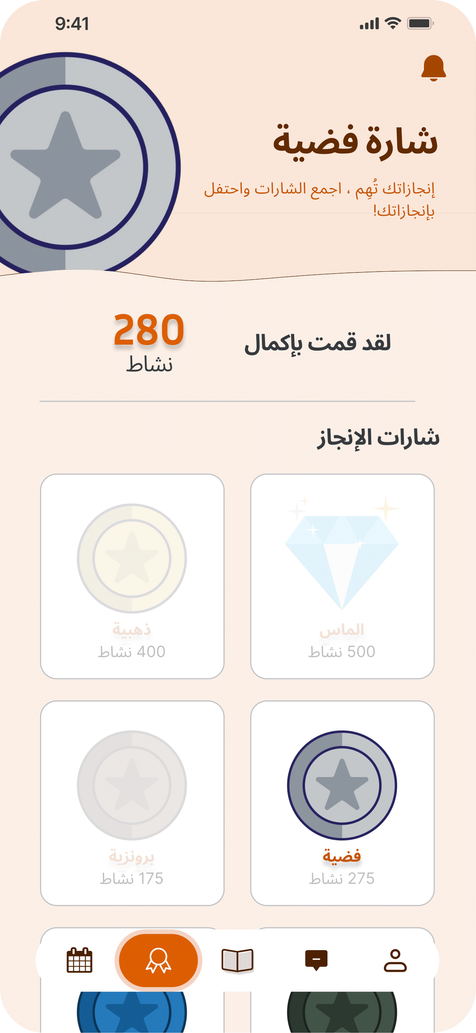 9:41
شارة فضية
إنجازاتك تُهِم ، اجمع الشارات واحتفل
بإنجازاتك!
لقد قمت بإكمال
280
نشاط
شارات الإنجاز
الماس
500 نشاط
ذهبية
400 نشاط
فضية
275 نشاط
برونزية
175 نشاط